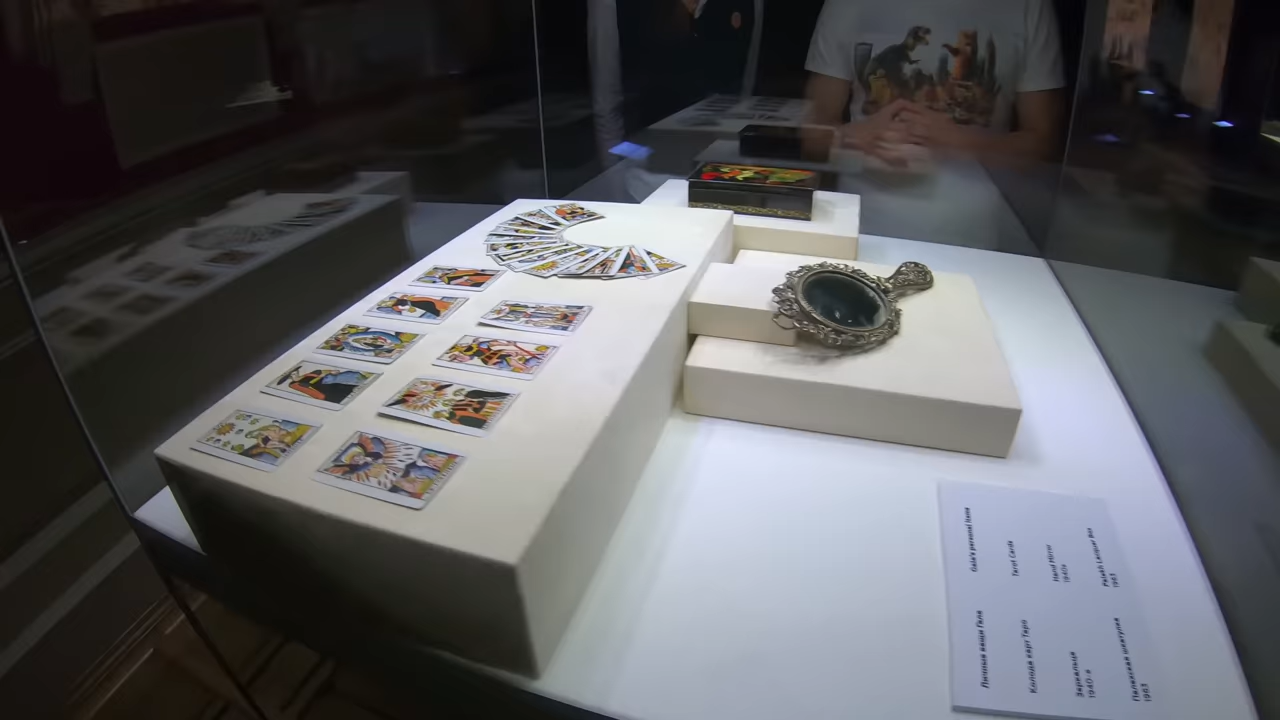 Личные вещи Гала
Колода карт Таро
Зеркальце
1940-е
Палехская шкатулка
1963
Gala's personal items
Tarot Cards
Hand Mirror
1940s
Palekh Lacquer Box
1963